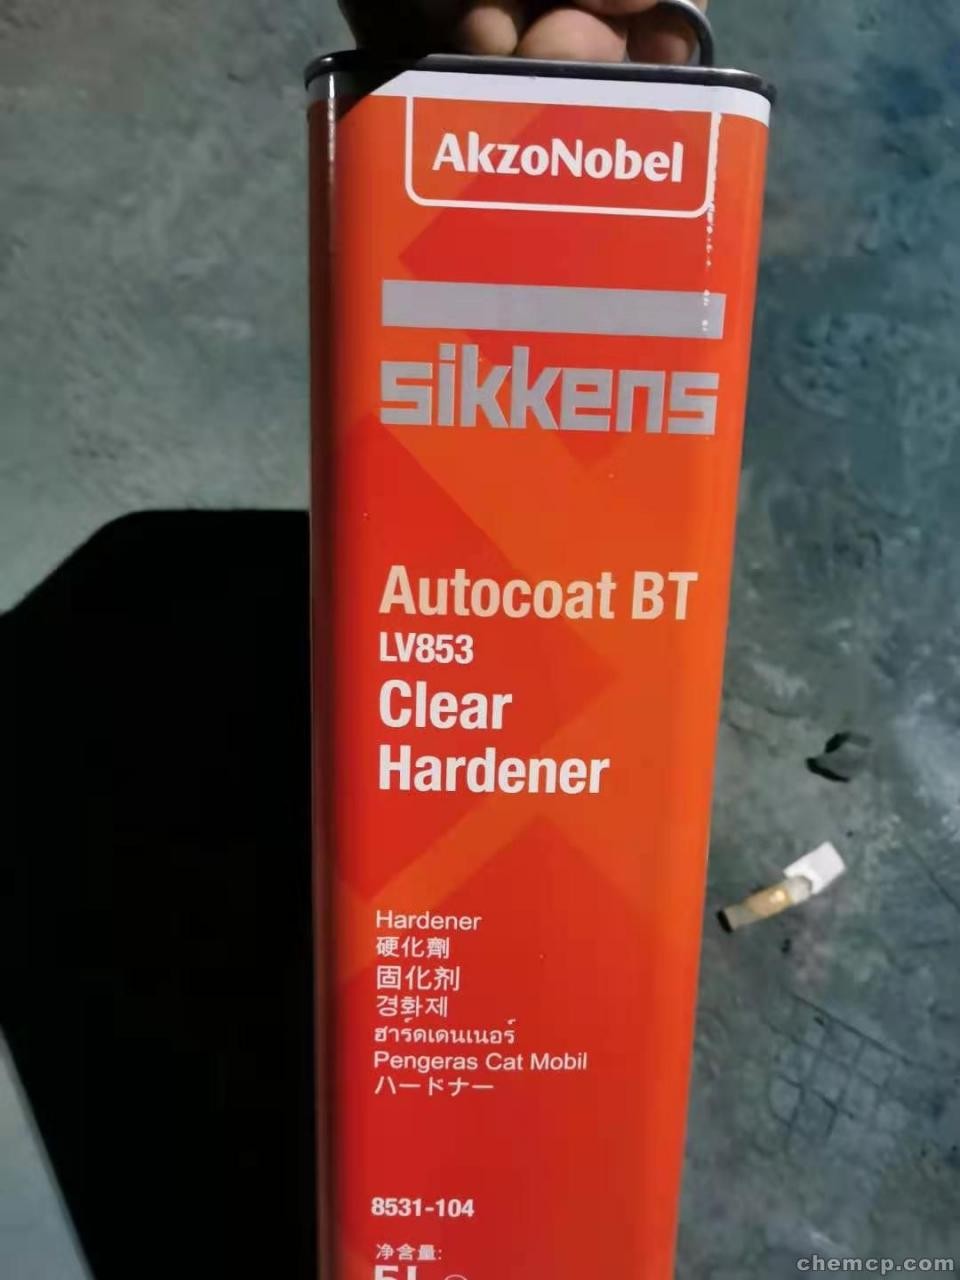 AkzoNobel
sikkens
Autocoat BT
LV853
Clear
Hardener
Hardener
硬化劑
固化剂
경화제
ฮาร์ดเดนเนอร์
Pengeras Cat Mobil
ハードナー
8531-104
净含量:
5L
chemcp.com